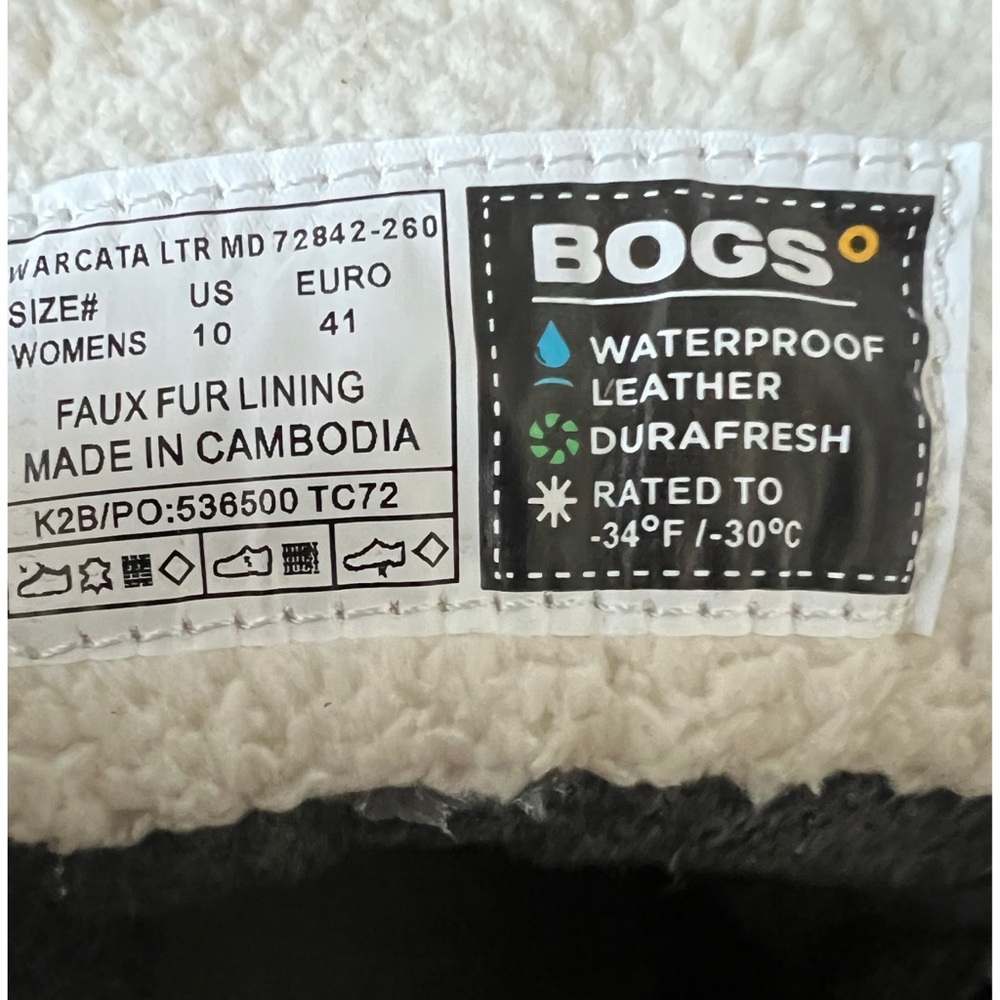 WARCATA LTR MD 72842-260
SIZE# US EURO
WOMENS 10 41
FAUX FUR LINING
MADE IN CAMBODIA
K2B/PO:536500 TC72
BOGS
WATERPROOF
LEATHER
DURAFRESH
RATED TO
-34°F /-30°C